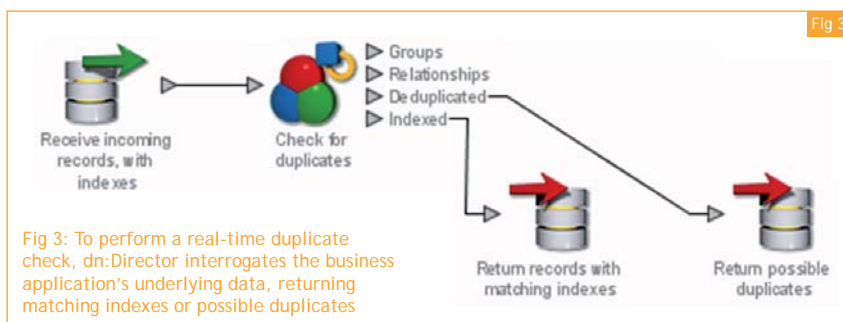 Fig 3
Groups
Relationships
Deduplicated
Indexed
Receive incoming
records, with
indexes
Check for
duplicates
Fig 3: To perform a real-time duplicate
check, dn:Director interrogates the business
application's underlying data, returning
matching indexes or possible duplicates
Return records with
matching indexes
Return possible
duplicates